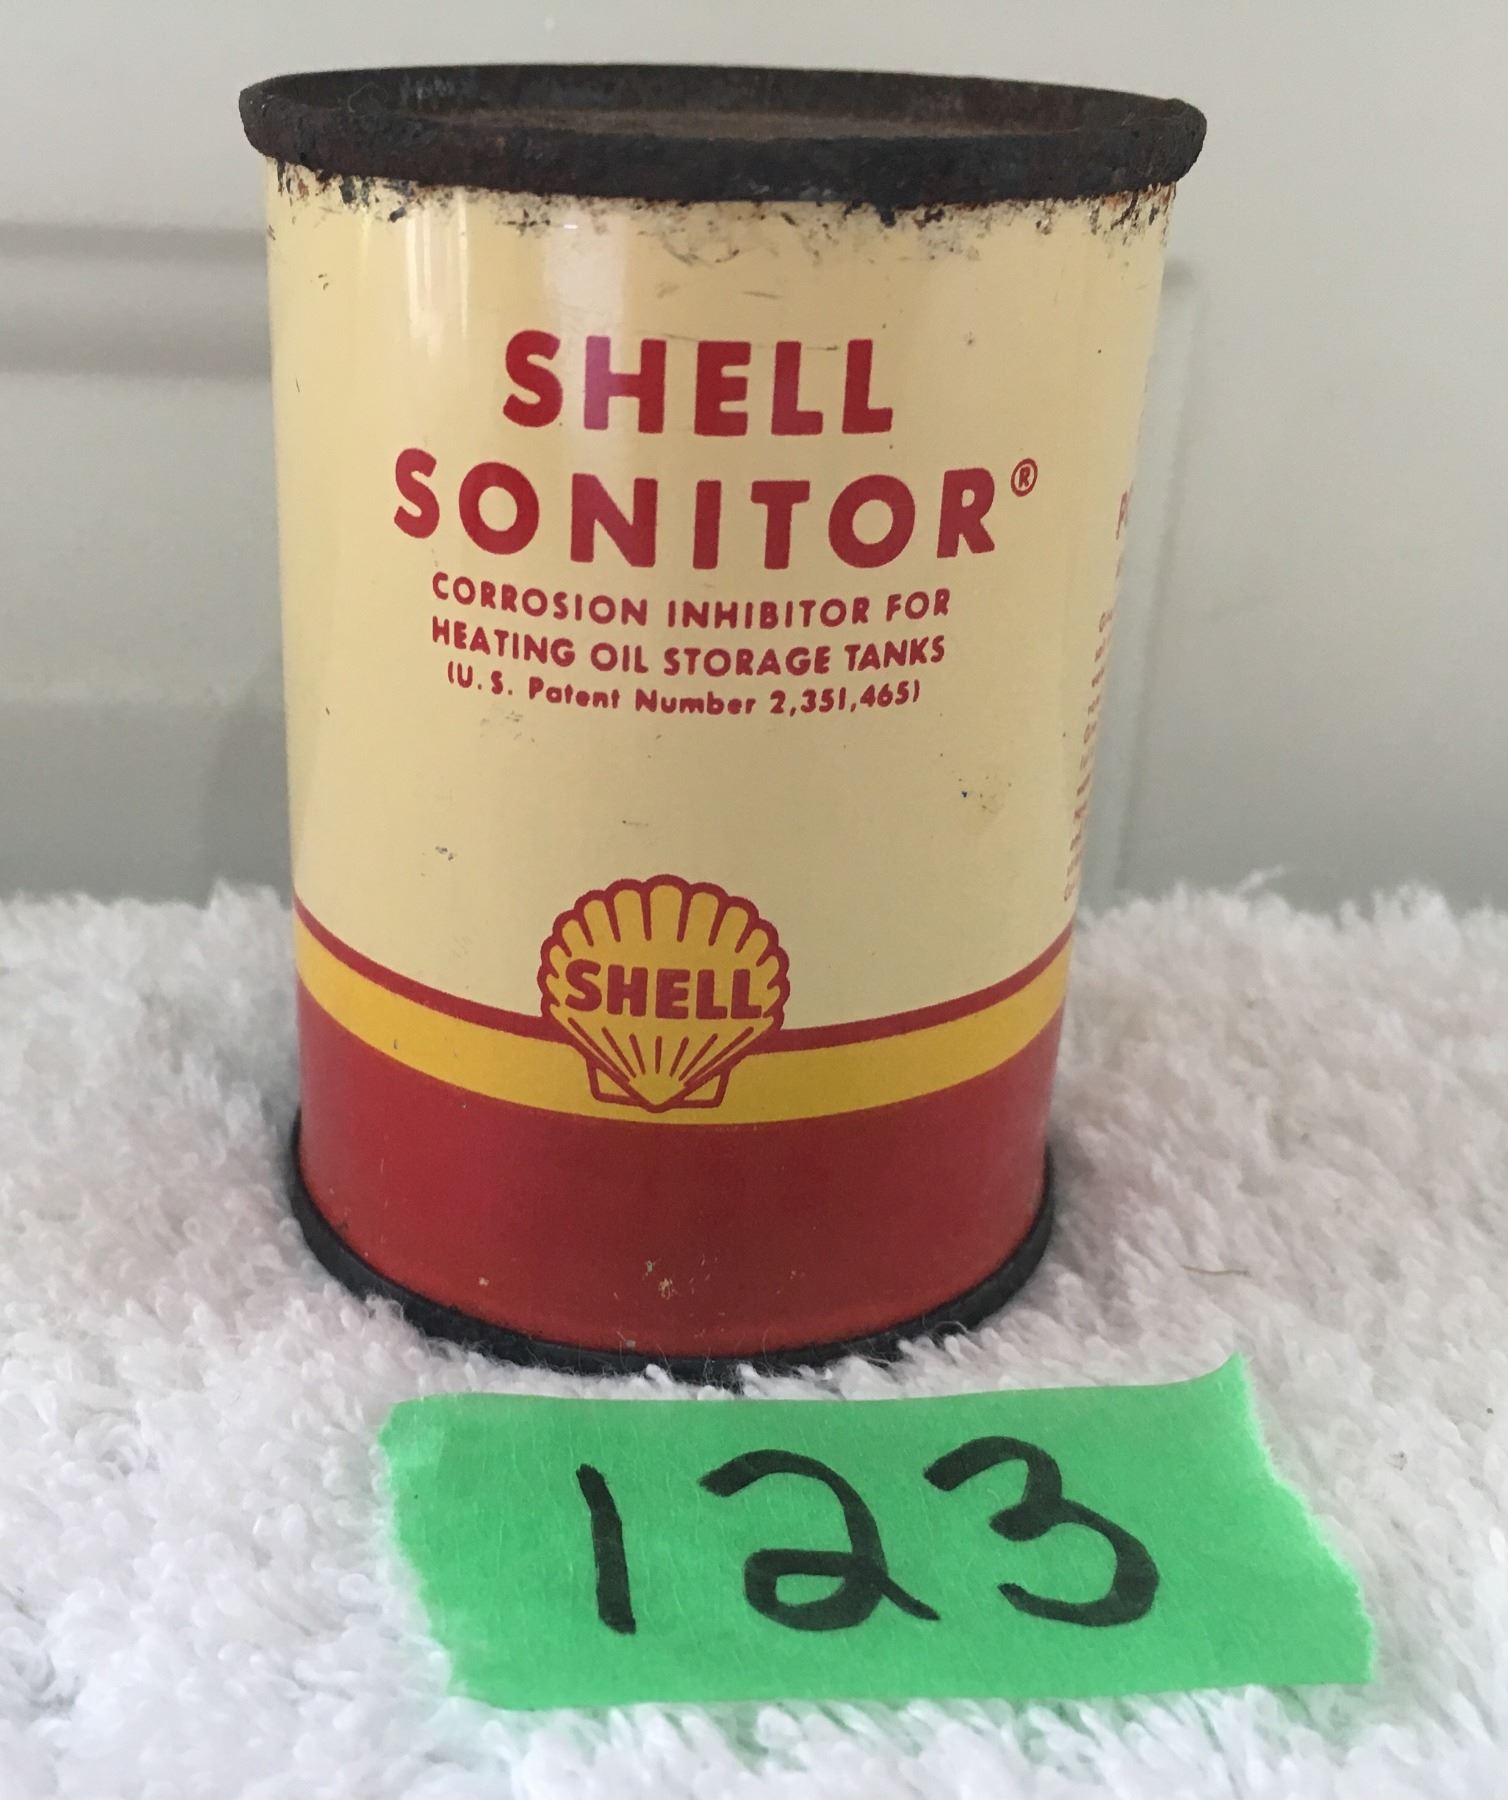 SHELL
SONITOR®
CORROSION INHIBITOR FOR
HEATING OIL STORAGE TANKS
(U. S. Patent Number 2,351,465)
SHELL
123